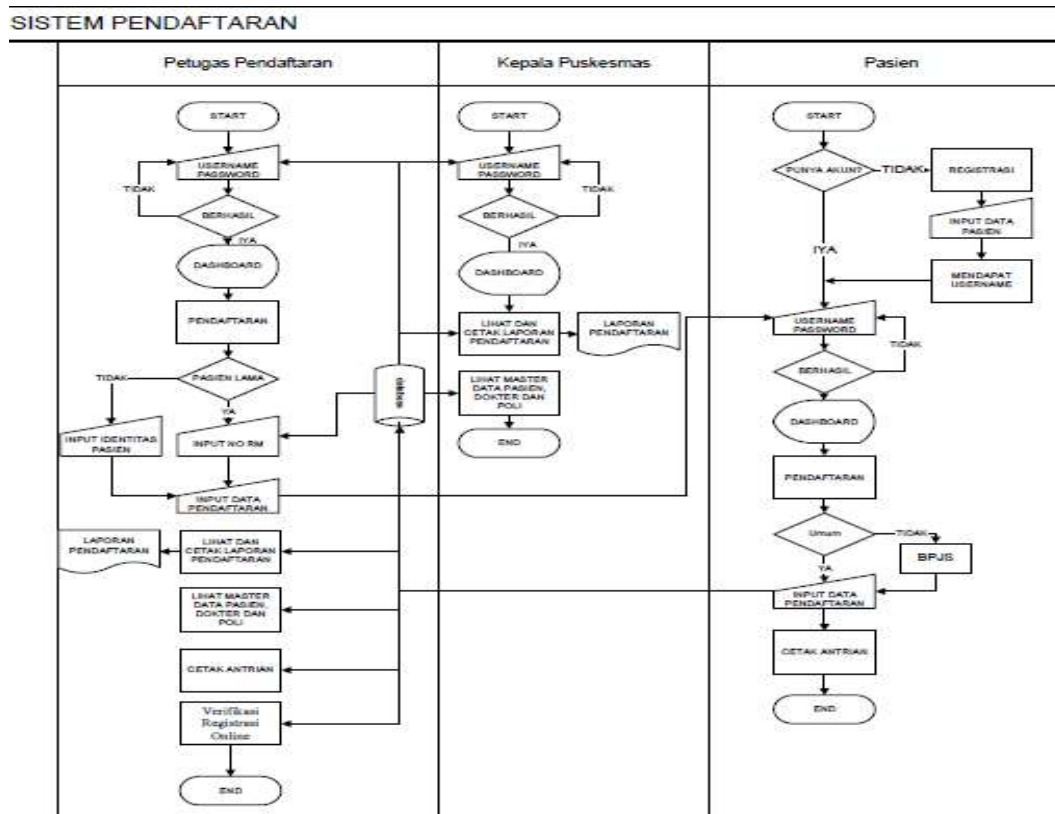 SISTEM PENDAFTARAN
Petugas Pendaftaran
START
USERNAME
PASSWORD
TIDAK
BERHASIL
IYA
DASHBOARD
PENDAFTARAN
PASIEN LAMA
TIDAK
YA
INPUT IDENTITAS
PASIEN
INPUT NO RM
INPUT DATA
PENDAFTARAN
LIHAT DAN
CETAK LAPORAN
PENDAFTARAN
LAPORAN
PENDAFTARAN
LIHAT MASTER
DATA PASIEN,
DOKTER DAN
POLI
CETAK ANTRIAN
Verifikasi
Registrasi
Online
END
Kepala Puskesmas
START
USERNAME
PASSWORD
TIDAK
BERHASIL
IYA
DASHBOARD
LIHAT DAN
CETAK LAPORAN
PENDAFTARAN
LAPORAN
PENDAFTARAN
LIHAT MASTER
DATA PASIEN,
DOKTER DAN
POLI
END
Pasien
START
PUNYA AKUN?
TIDAK
REGISTRASI
INPUT DATA
PASIEN
MENDAPAT
USERNAME
IYA
USERNAME
PASSWORD
TIDAK
BERHASIL
DASHBOARD
PENDAFTARAN
Umum
TIDAK
BPJS
YA
INPUT DATA
PENDAFTARAN
CETAK ANTRIAN
END